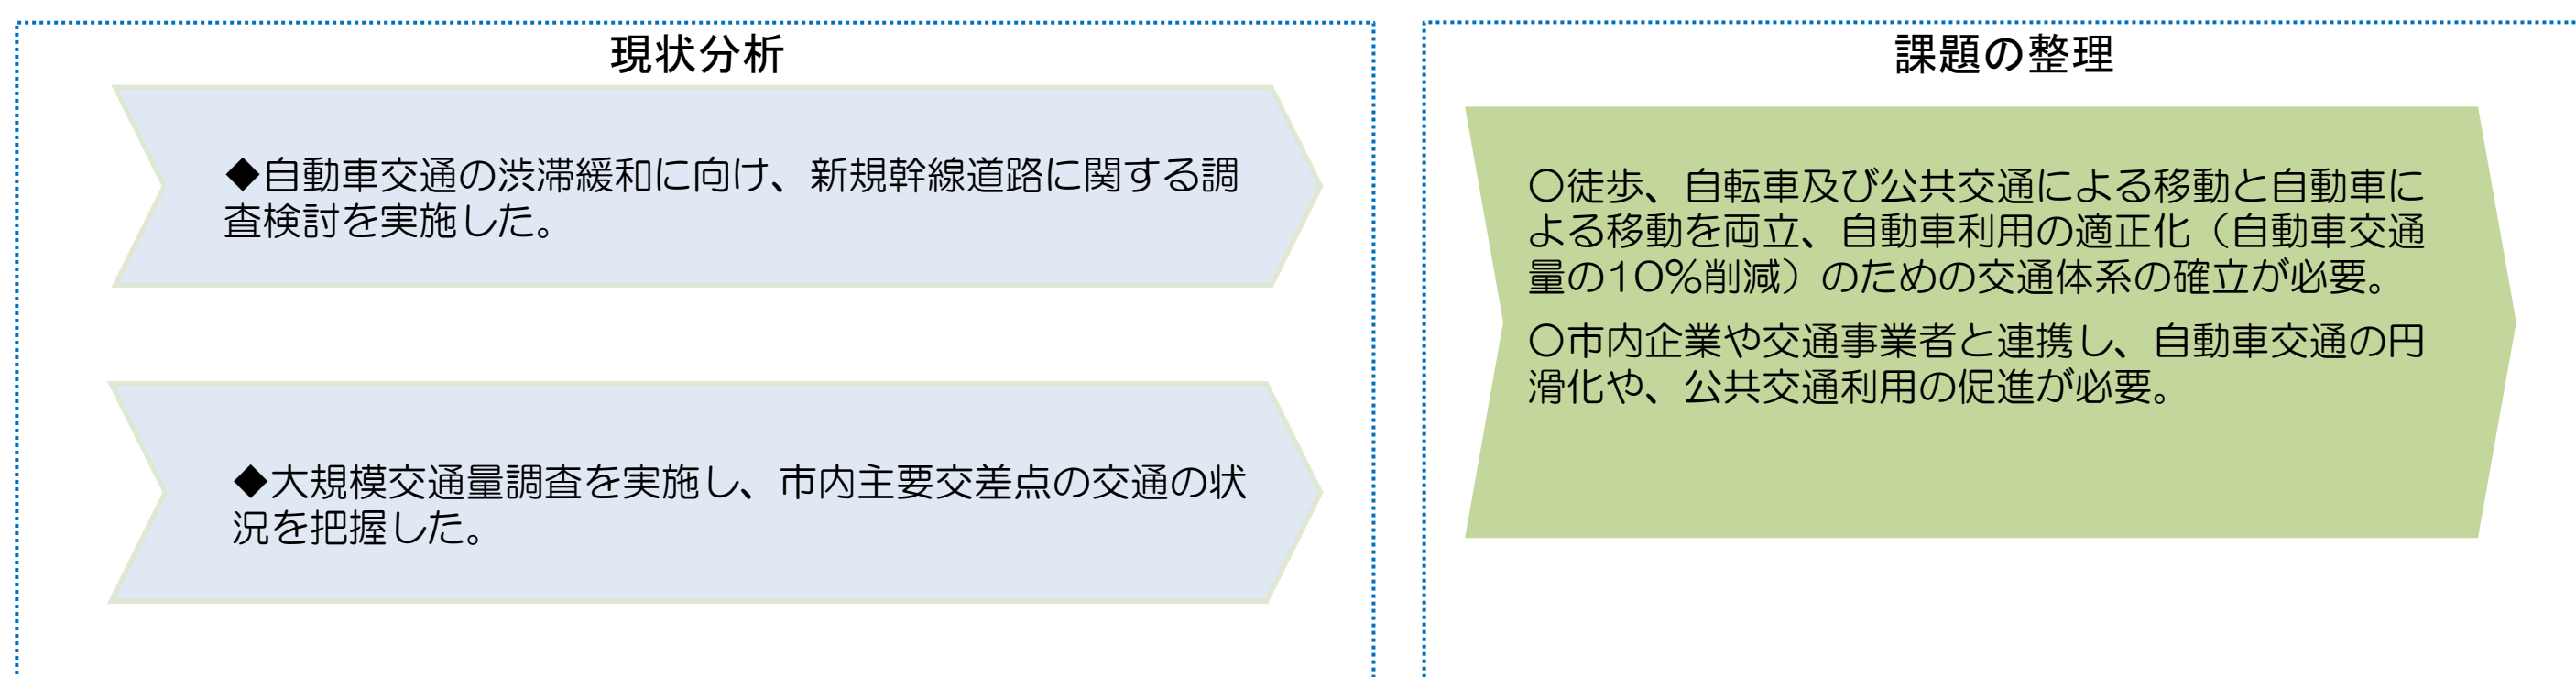 現状分析
◆自動車交通の渋滞緩和に向け、新規幹線道路に関する調
査検討を実施した。
◆大規模交通量調査を実施し、市内主要交差点の交通の状
況を把握した。
課題の整理
○徒歩、自転車及び公共交通による移動と自動車に
よる移動を両立、自動車利用の適正化（自動車交通
量の10%削減）のための交通体系の確立が必要。
○市内企業や交通事業者と連携し、自動車交通の円
滑化や、公共交通利用の促進が必要。